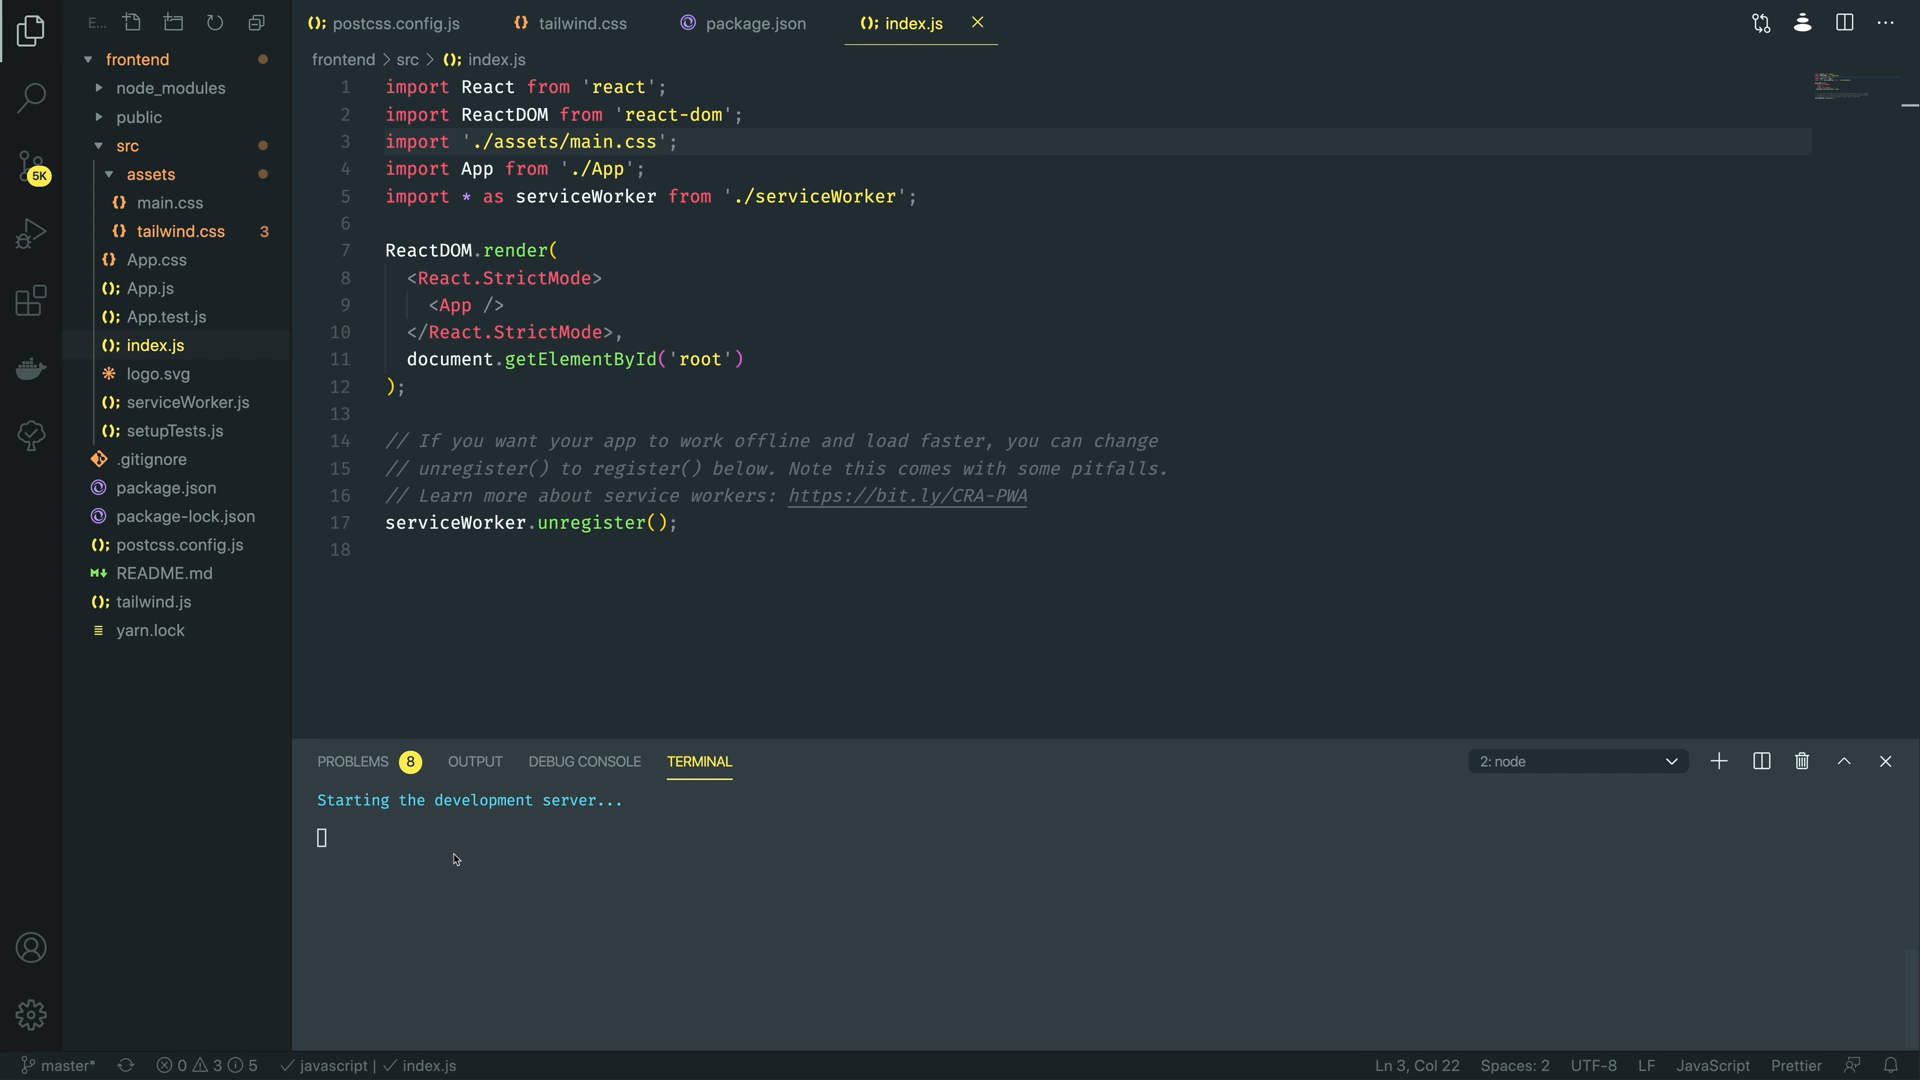 E...
frontend
node_modules
public
src
assets
main.css
tailwind.css 3
App.css
App.js
App.test.js
index.js
logo.svg
serviceWorker.js
setupTests.js
.gitignore
package.json
package-lock.json
postcss.config.js
README.md
tailwind.js
yarn.lock
5K
postcss.config.js tailwind.css package.json index.js
frontend > src > index.js
1 import React from 'react';
2 import ReactDOM from 'react-dom';
3 import './assets/main.css';
4 import App from './App';
5 import * as serviceWorker from './serviceWorker';
6
7 ReactDOM.render(
8 <React.StrictMode>
9 <App />
10 </React.StrictMode>,
11 document.getElementById('root')
12 );
13
14 // If you want your app to work offline and load faster, you can change
15 // unregister() to register() below. Note this comes with some pitfalls.
16 // Learn more about service workers: https://bit.ly/CRA-PWA
17 serviceWorker.unregister();
18
PROBLEMS 8 OUTPUT DEBUG CONSOLE TERMINAL 2: node
Starting the development server...
master* 0 3 5 javascript | index.js Ln 3, Col 22 Spaces: 2 UTF-8 LF JavaScript Prettier